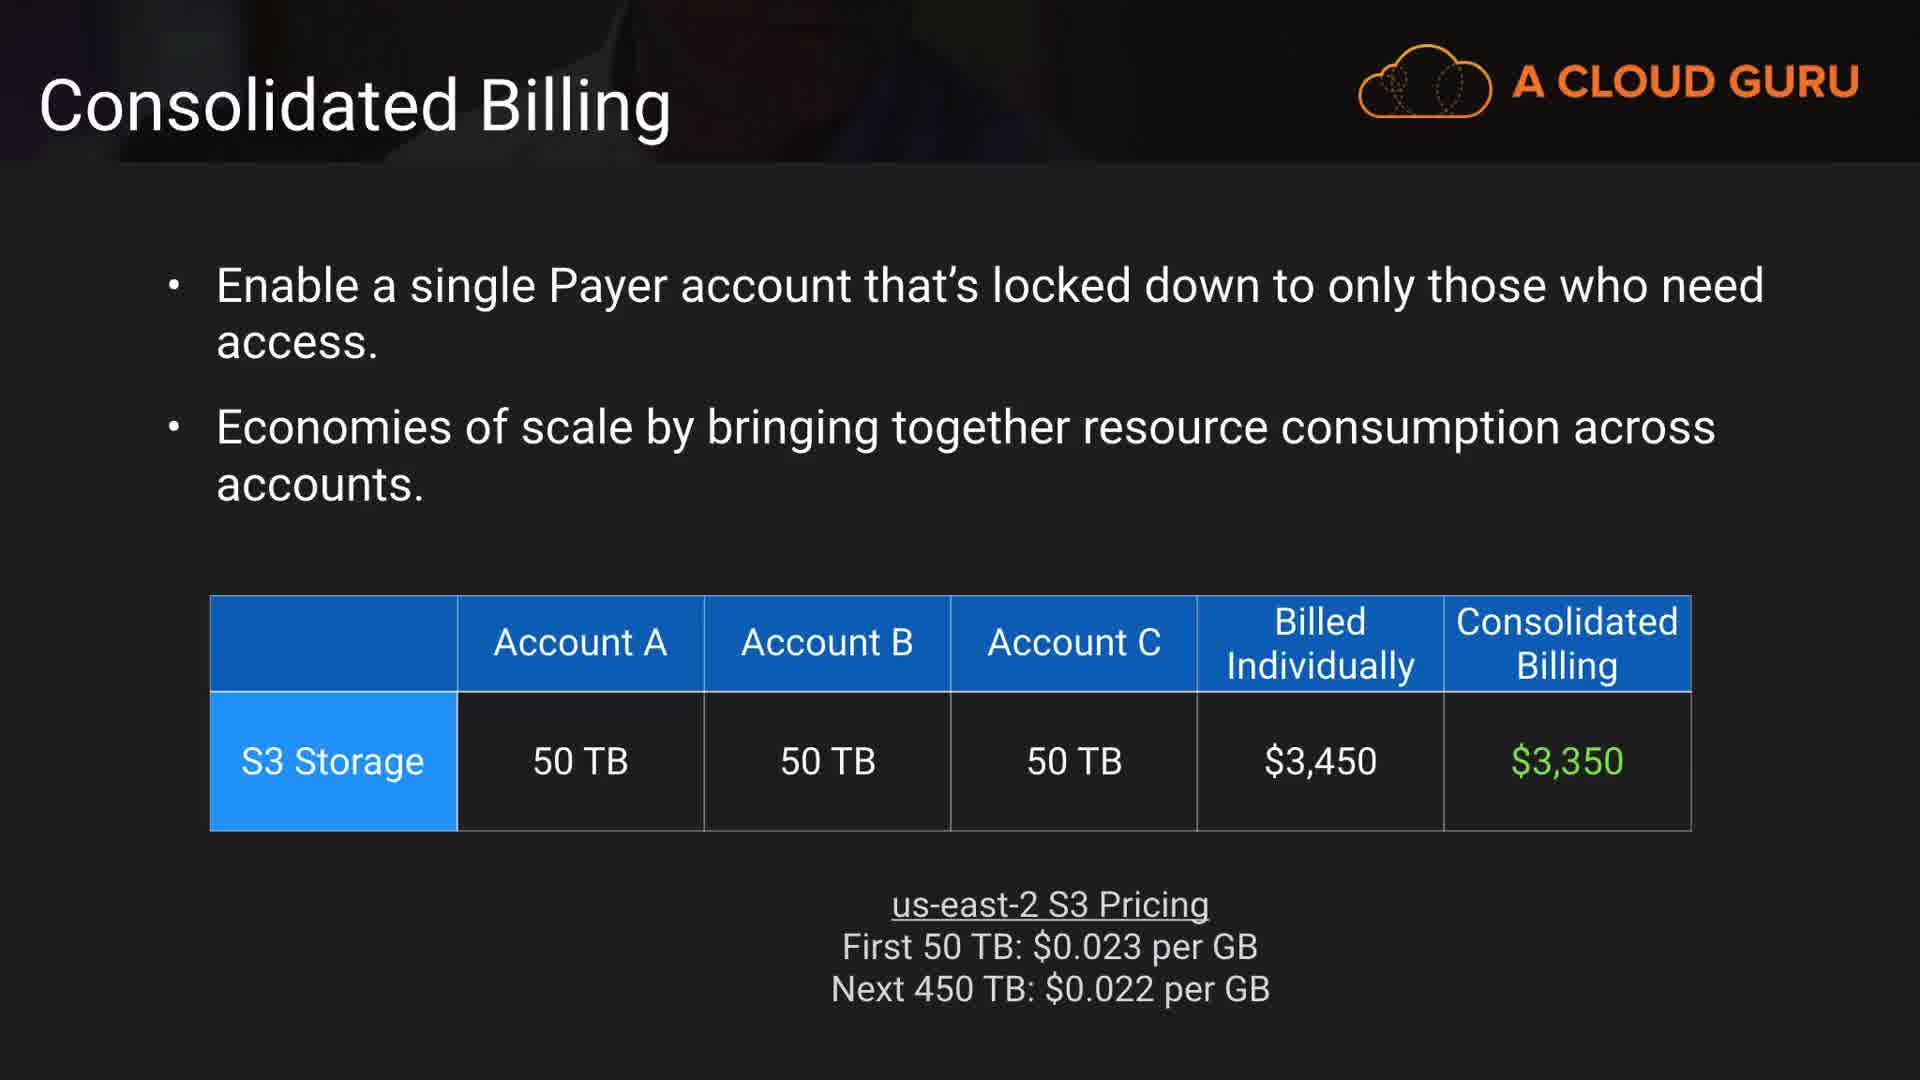 Consolidated Billing
A CLOUD GURU
• Enable a single Payer account that’s locked down to only those who need
access.
• Economies of scale by bringing together resource consumption across
accounts.
Account A Account B Account C Billed Individually Consolidated Billing
S3 Storage 50 TB 50 TB 50 TB $3,450 $3,350
us-east-2 S3 Pricing
First 50 TB: $0.023 per GB
Next 450 TB: $0.022 per GB